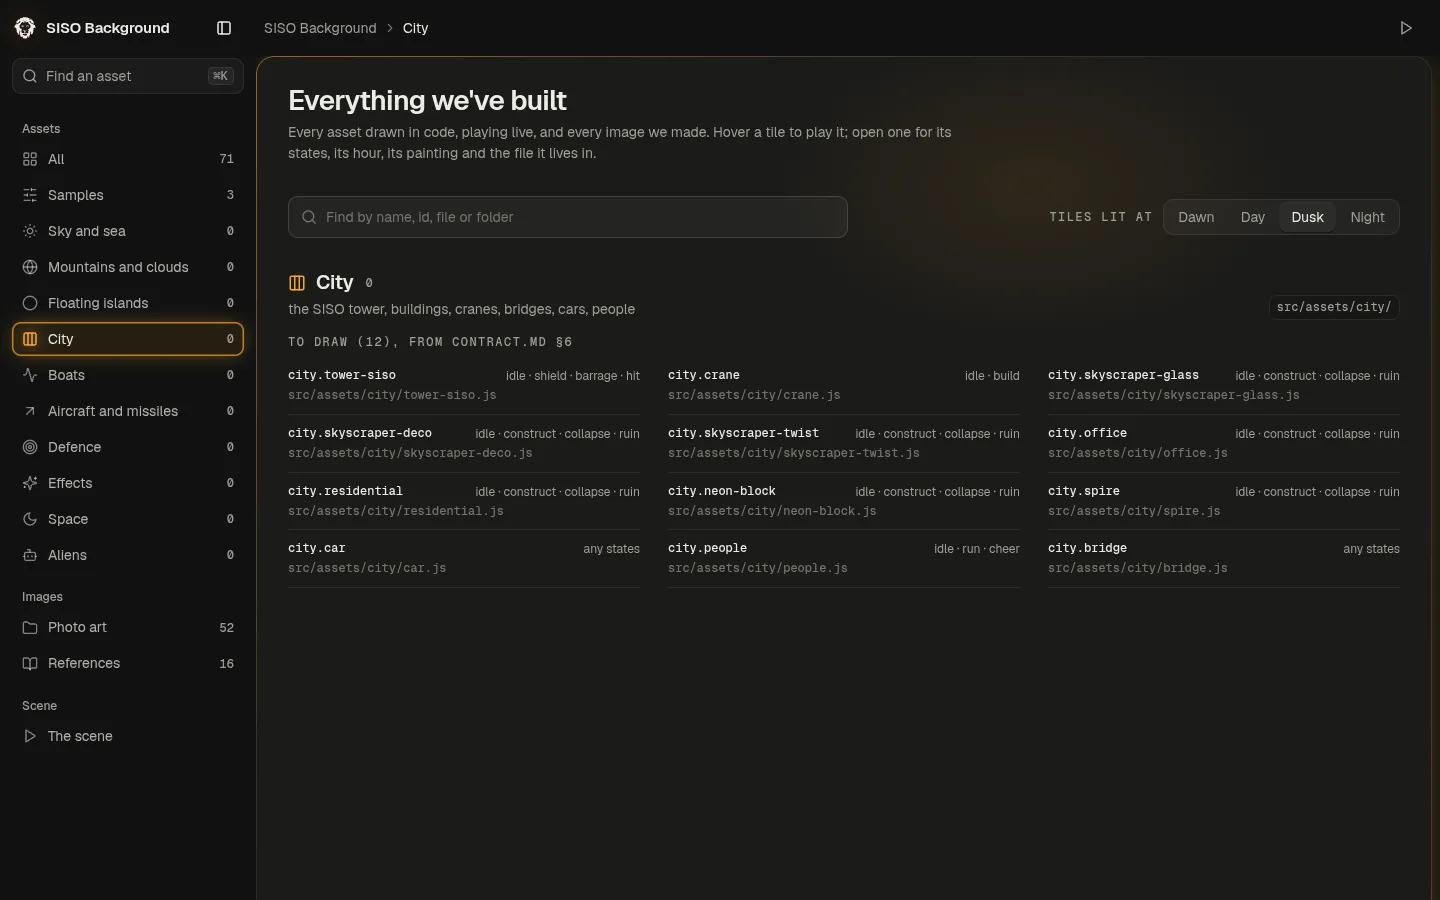 SISO Background
SISO Background > City
Find an asset ⌘K
Assets
All 71
Samples 3
Sky and sea 0
Mountains and clouds 0
Floating islands 0
City 0
Boats 0
Aircraft and missiles 0
Defence 0
Effects 0
Space 0
Aliens 0
Images
Photo art 52
References 16
Scene
The scene
Everything we've built
Every asset drawn in code, playing live, and every image we made. Hover a tile to play it; open one for its
states, its hour, its painting and the file it lives in.
Find by name, id, file or folder
TILES LIT AT Dawn Day Dusk Night
City 0
the SISO tower, buildings, cranes, bridges, cars, people
src/assets/city/
TO DRAW (12), FROM CONTRACT.MD §6
city.tower-siso idle · shield · barrage · hit
src/assets/city/tower-siso.js
city.crane idle · build
src/assets/city/crane.js
city.skyscraper-glass idle · construct · collapse · ruin
src/assets/city/skyscraper-glass.js
city.skyscraper-deco idle · construct · collapse · ruin
src/assets/city/skyscraper-deco.js
city.skyscraper-twist idle · construct · collapse · ruin
src/assets/city/skyscraper-twist.js
city.office idle · construct · collapse · ruin
src/assets/city/office.js
city.residential idle · construct · collapse · ruin
src/assets/city/residential.js
city.neon-block idle · construct · collapse · ruin
src/assets/city/neon-block.js
city.spire idle · construct · collapse · ruin
src/assets/city/spire.js
city.car any states
src/assets/city/car.js
city.people idle · run · cheer
src/assets/city/people.js
city.bridge any states
src/assets/city/bridge.js